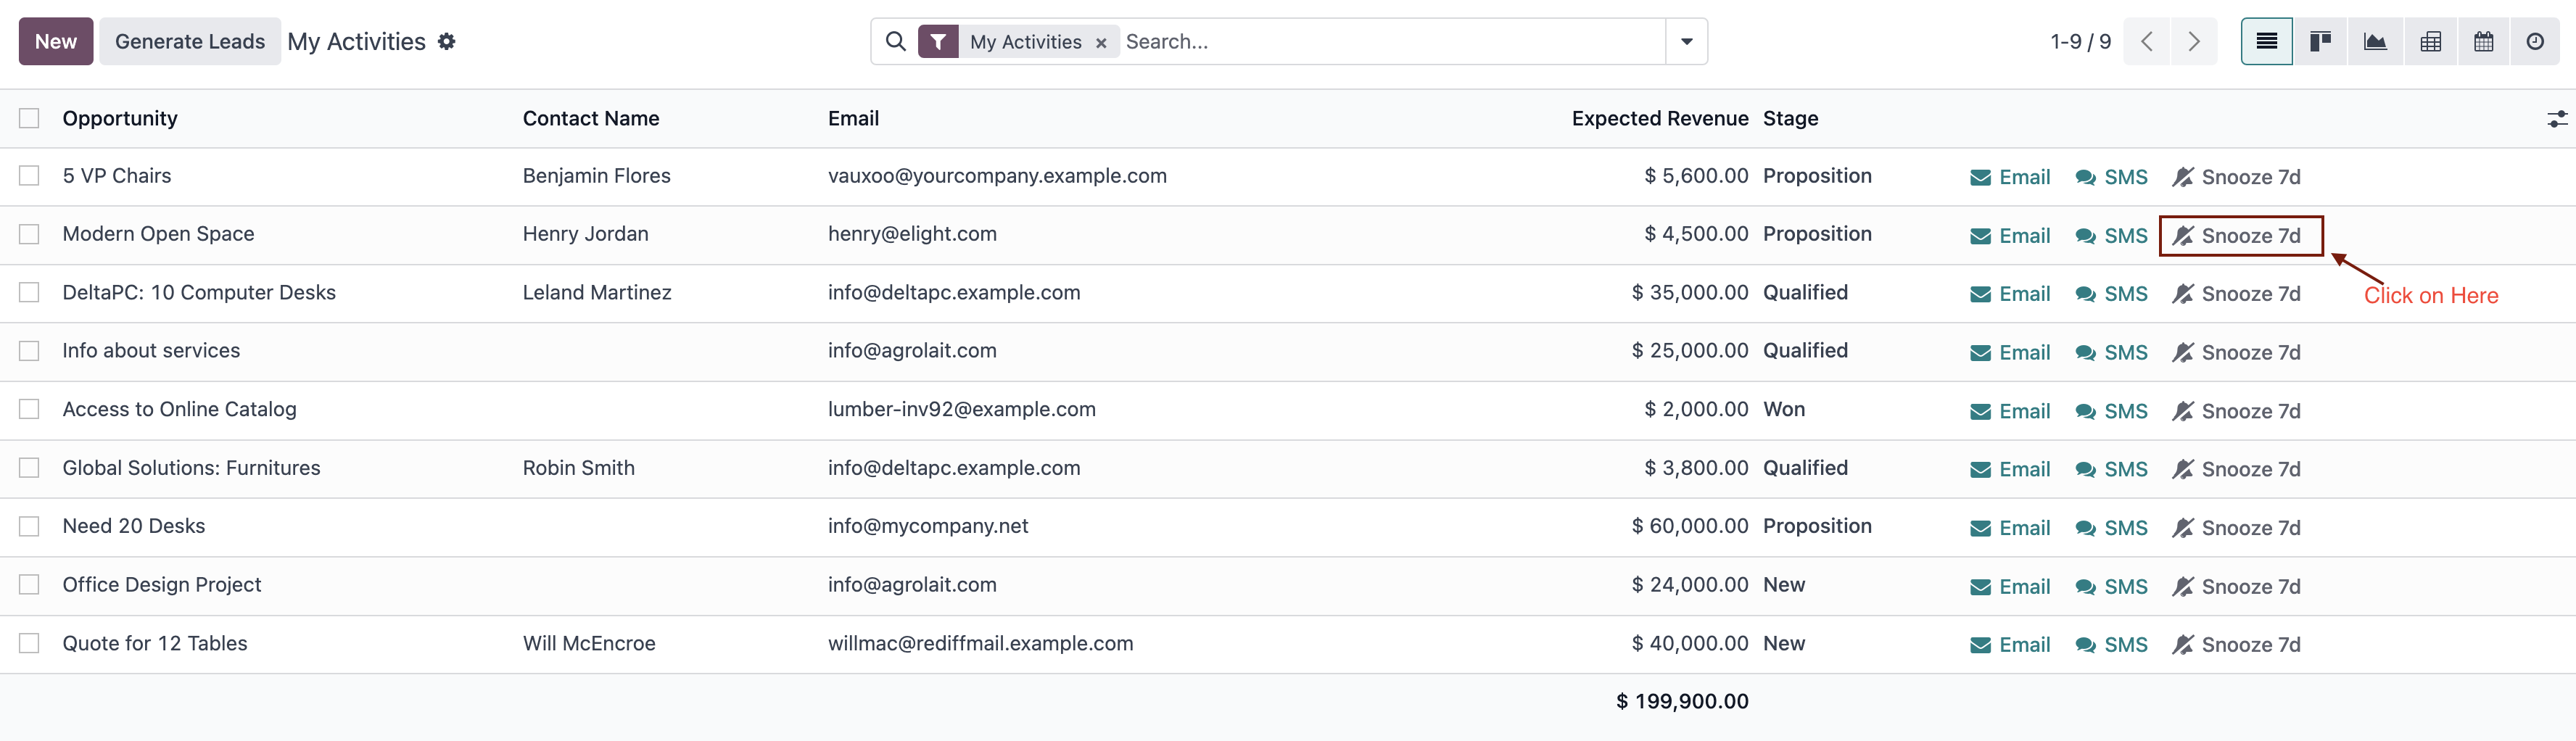 New Generate Leads My Activities My Activities × Search... 1-9 / 9
Opportunity Contact Name Email Expected Revenue Stage
5 VP Chairs Benjamin Flores vauxoo@yourcompany.example.com $ 5,600.00 Proposition Email SMS Snooze 7d
Modern Open Space Henry Jordan henry@elight.com $ 4,500.00 Proposition Email SMS Snooze 7d
DeltaPC: 10 Computer Desks Leland Martinez info@deltapc.example.com $ 35,000.00 Qualified Email SMS Snooze 7d Click on Here
Info about services info@agrolait.com $ 25,000.00 Qualified Email SMS Snooze 7d
Access to Online Catalog lumber-inv92@example.com $ 2,000.00 Won Email SMS Snooze 7d
Global Solutions: Furnitures Robin Smith info@deltapc.example.com $ 3,800.00 Qualified Email SMS Snooze 7d
Need 20 Desks info@mycompany.net $ 60,000.00 Proposition Email SMS Snooze 7d
Office Design Project info@agrolait.com $ 24,000.00 New Email SMS Snooze 7d
Quote for 12 Tables Will McEncroe willmac@rediffmail.example.com $ 40,000.00 New Email SMS Snooze 7d
$ 199,900.00